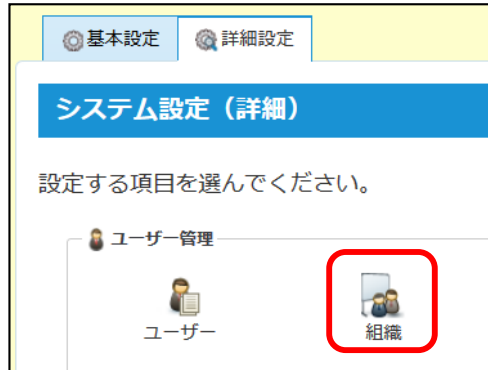 基本設定 詳細設定
システム設定（詳細）
設定する項目を選んでください。
ユーザー管理
ユーザー 組織